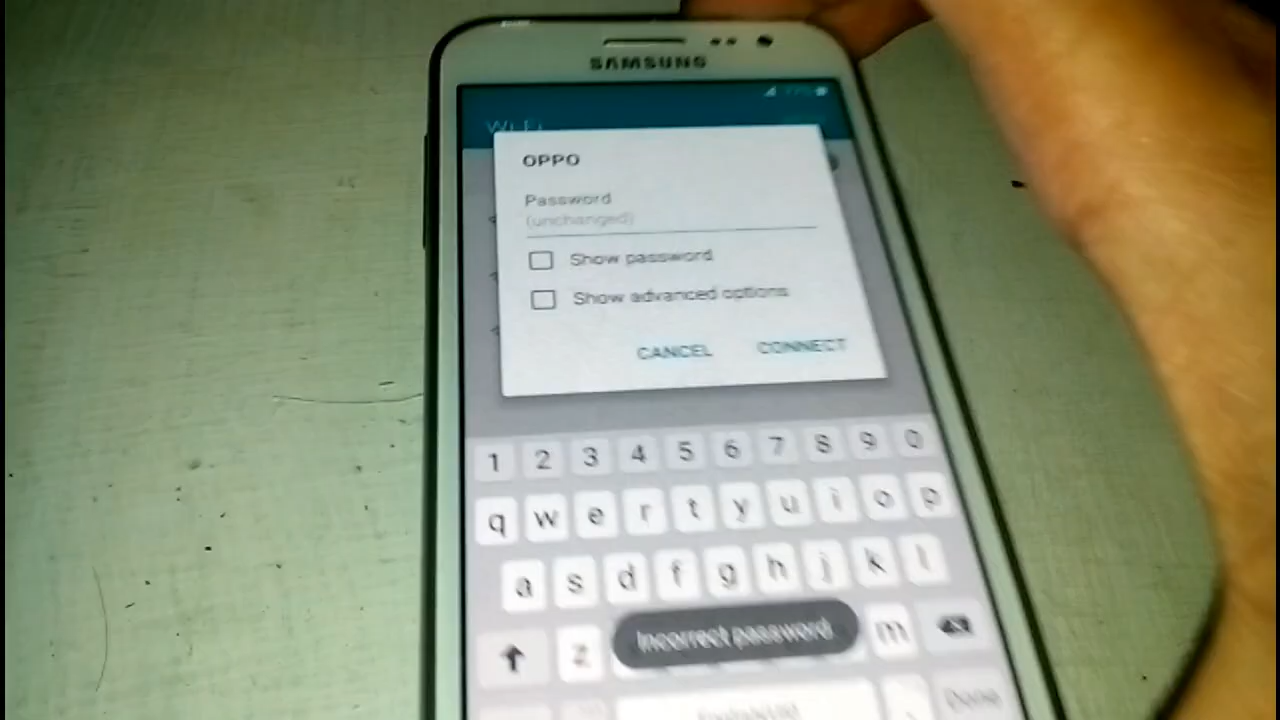 SAMSUNG
Wi-Fi
OPPO
Password
(unchanged)
Show password
Show advanced options
CANCEL CONNECT
1 2 3 4 5 6 7 8 9 0
q w e r t y u i o p
a s d f g h j k l
z m
Incorrect password
Done